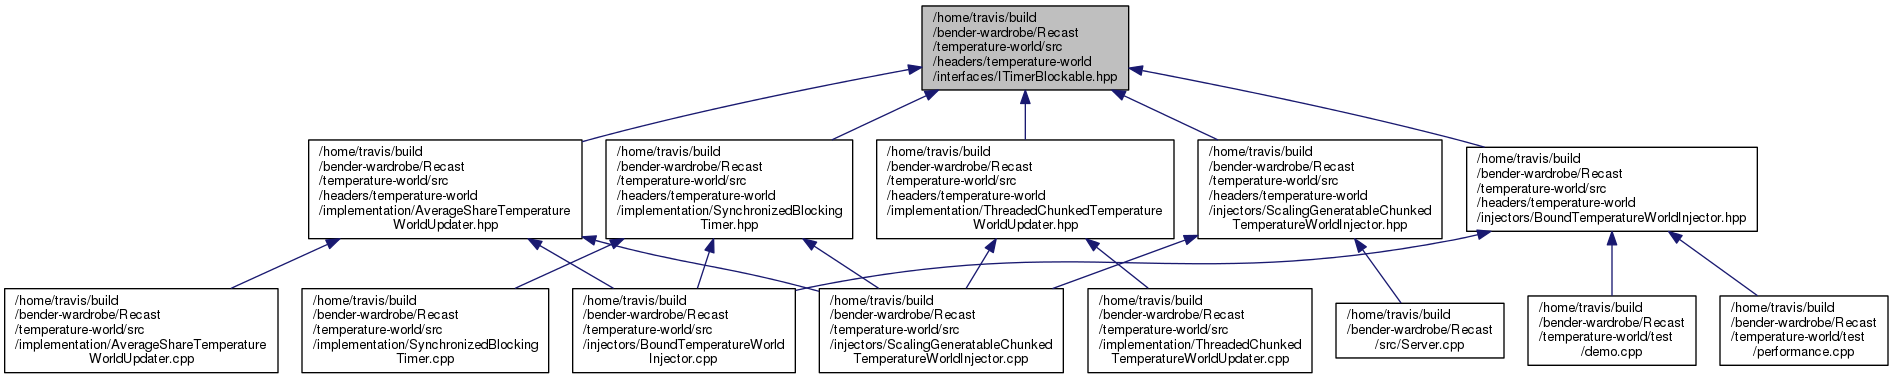 /home/travis/build
/bender-wardrobe/Recast
/temperature-world/src
/headers/temperature-world
/interfaces/ITimerBlockable.hpp
/home/travis/build
/bender-wardrobe/Recast
/temperature-world/src
/headers/temperature-world
/implementation/AverageShareTemperature
WorldUpdater.hpp
/home/travis/build
/bender-wardrobe/Recast
/temperature-world/src
/headers/temperature-world
/implementation/SynchronizedBlocking
Timer.hpp
/home/travis/build
/bender-wardrobe/Recast
/temperature-world/src
/headers/temperature-world
/implementation/ThreadedChunkedTemperature
WorldUpdater.hpp
/home/travis/build
/bender-wardrobe/Recast
/temperature-world/src
/headers/temperature-world
/injectors/ScalingGeneratableChunked
TemperatureWorldInjector.hpp
/home/travis/build
/bender-wardrobe/Recast
/temperature-world/src
/headers/temperature-world
/injectors/BoundTemperatureWorldInjector.hpp
/home/travis/build
/bender-wardrobe/Recast
/temperature-world/src
/implementation/AverageShareTemperature
WorldUpdater.cpp
/home/travis/build
/bender-wardrobe/Recast
/temperature-world/src
/implementation/SynchronizedBlocking
Timer.cpp
/home/travis/build
/bender-wardrobe/Recast
/temperature-world/src
/injectors/BoundTemperatureWorld
Injector.cpp
/home/travis/build
/bender-wardrobe/Recast
/temperature-world/src
/injectors/ScalingGeneratableChunked
TemperatureWorldInjector.cpp
/home/travis/build
/bender-wardrobe/Recast
/temperature-world/src
/implementation/ThreadedChunked
TemperatureWorldUpdater.cpp
/home/travis/build
/bender-wardrobe/Recast
/src/Server.cpp
/home/travis/build
/bender-wardrobe/Recast
/temperature-world/test
/demo.cpp
/home/travis/build
/bender-wardrobe/Recast
/temperature-world/test
/performance.cpp